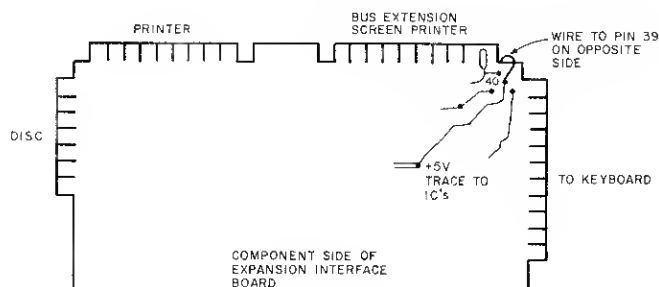 PRINTER
BUS EXTENSION
SCREEN PRINTER
WIRE TO PIN 39
ON OPPOSITE
SIDE
40
DISC
+5V
TRACE TO
IC's
TO KEYBOARD
COMPONENT SIDE OF
EXPANSION INTERFACE
BOARD